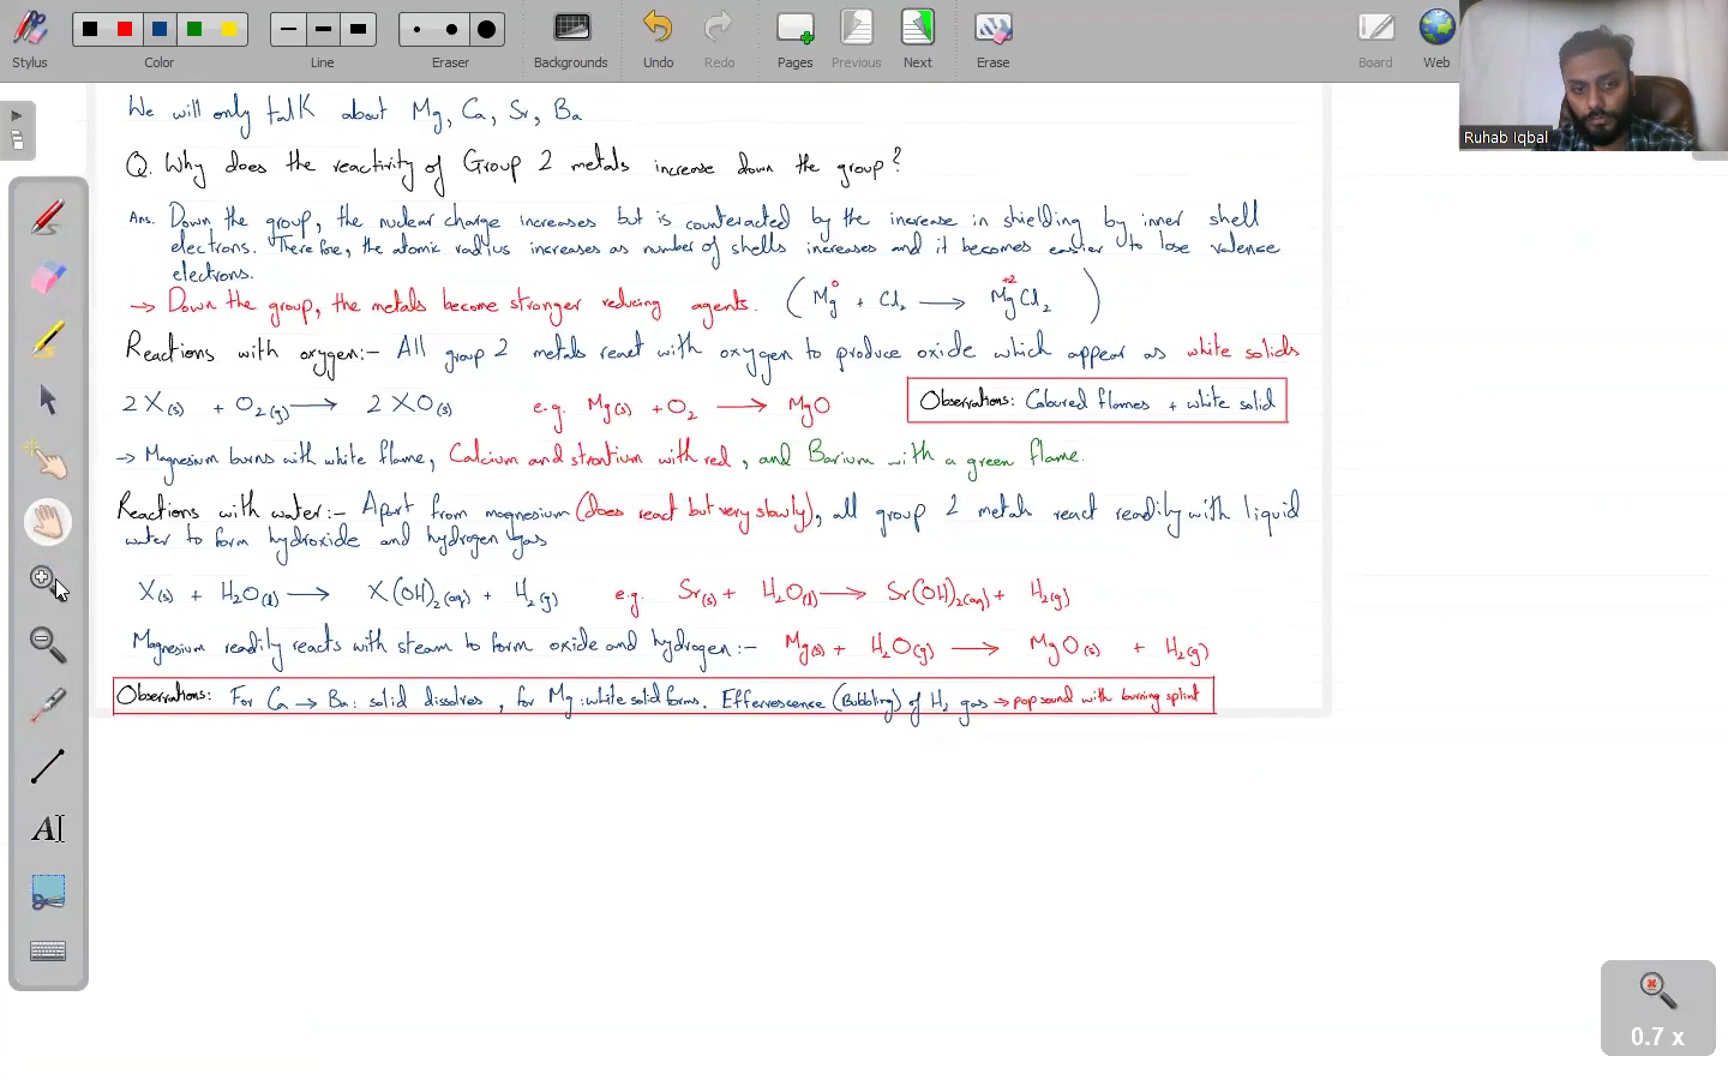 Stylus Color Line Eraser Backgrounds Undo Redo Pages Previous Next Erase Board Web
Ruhab Iqbal
We will only talk about Mg, Ca, Sr, Ba
Q. Why does the reactivity of Group 2 metals increase down the group?
Ans. Down the group, the nuclear charge increases but is counteracted by the increase in shielding by inner shell
electrons. Therefore, the atomic radius increases as number of shells increases and it becomes easier to lose valence
electrons.
→ Down the group, the metals become stronger reducing agents. (Mg⁰ + Cl₂ → Mg⁺²Cl₂)
Reactions with oxygen:- All group 2 metals react with oxygen to produce oxide which appear as white solids
2X(s) + O₂(g) → 2XO(s) e.g. Mg(s) + O₂ → MgO Observations: Coloured flames + white solid
→ Magnesium burns with white flame, Calcium and strontium with red, and Barium with a green flame.
Reactions with water:- Apart from magnesium (does react but very slowly), all group 2 metals react readily with liquid
water to form hydroxide and hydrogen gas
X(s) + H₂O(l) → X(OH)₂(aq) + H₂(g) e.g. Sr(s) + H₂O(l) → Sr(OH)₂(aq) + H₂(g)
Magnesium readily reacts with steam to form oxide and hydrogen:- Mg(s) + H₂O(g) → MgO(s) + H₂(g)
Observations: For Ca → Ba: solid dissolves, for Mg: white solid forms. Effervescence (Bubbling) of H₂ gas → pop sound with burning splint
0.7 x